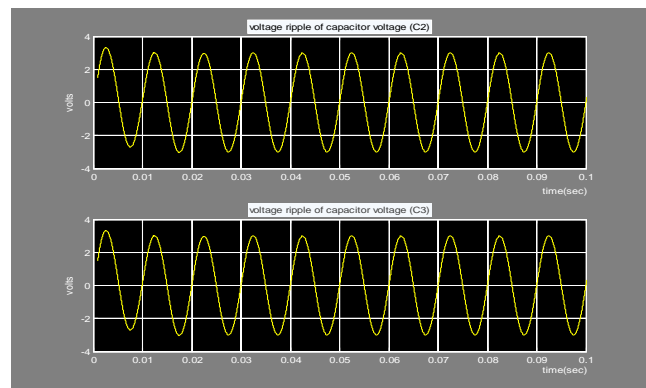 voltage ripple of capacitor voltage (C2)
4
2
0
-2
-4
volts
0 0.01 0.02 0.03 0.04 0.05 0.06 0.07 0.08 0.09 0.1
time(sec)
voltage ripple of capacitor voltage (C3)
4
2
0
-2
-4
volts
0 0.01 0.02 0.03 0.04 0.05 0.06 0.07 0.08 0.09 0.1
time(sec)